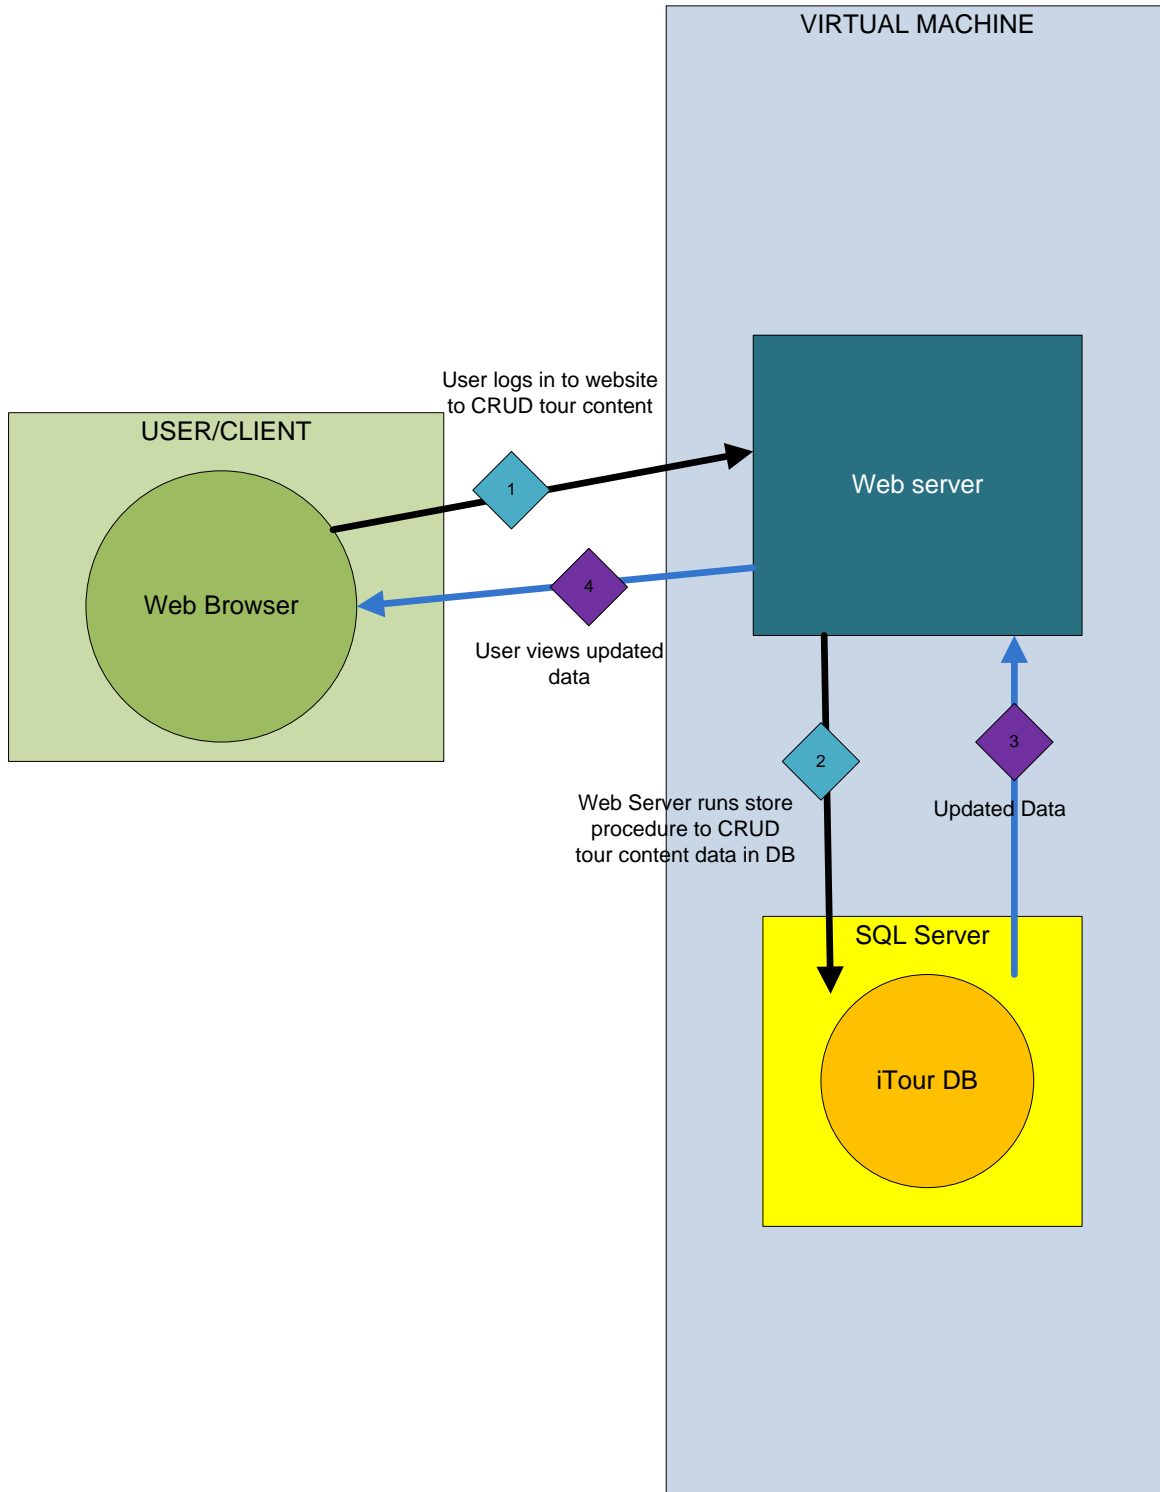 VIRTUAL MACHINE
User logs in to website
to CRUD tour content
USER/CLIENT
1
Web server
Web Browser
4
User views updated
data
2
3
Web Server runs store
procedure to CRUD
tour content data in DB
Updated Data
SQL Server
iTour DB